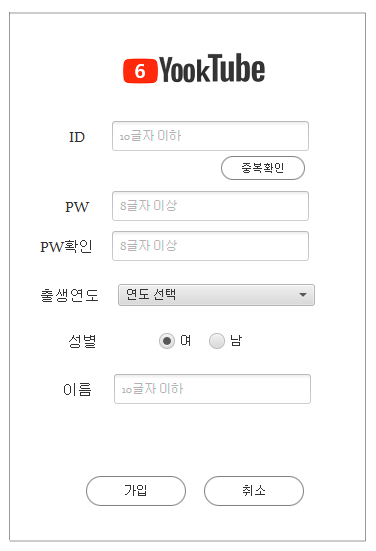 6 YookTube
ID 10글자 이하
중복확인
PW 8글자 이상
PW확인 8글자 이상
출생연도 연도 선택
성별 여 남
이름 10글자 이하
가입 취소